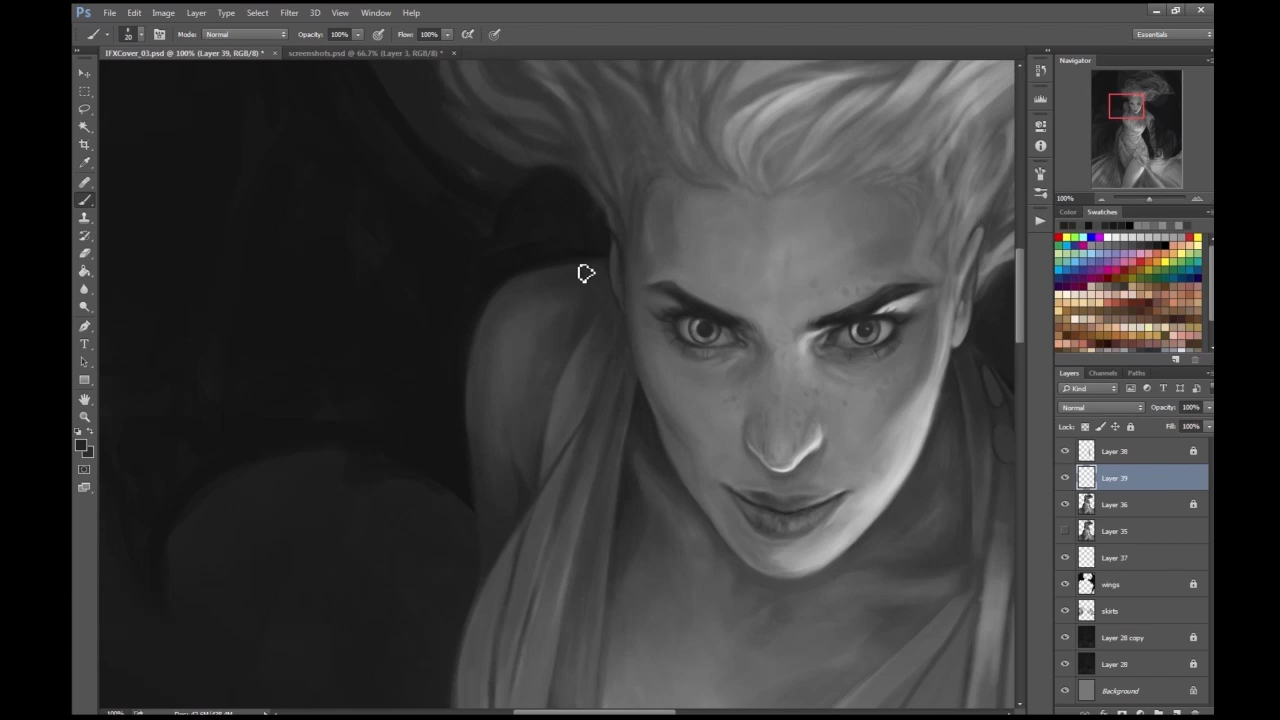 Ps File Edit Image Layer Type Select Filter 3D View Window Help
20 Mode: Normal Opacity: 100% Flow: 100% Essentials
IFXCover_03.psd @ 100% (Layer 39, RGB/8) * × screenshots.psd @ 66.7% (Layer 3, RGB/8) * ×
Navigator
100%
Color Swatches
Layers Channels Paths
Kind
Normal Opacity: 100%
Lock: Fill: 100%
Layer 38
Layer 39
Layer 36
Layer 35
Layer 37
wings
skirts
Layer 28 copy
Layer 28
Background